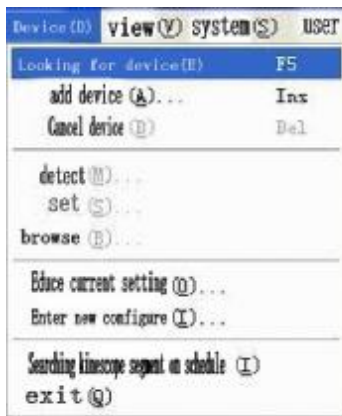 Device(D) view(V) system(S) user
Looking for device(E) F5
add device (A)... Inx
Cancel device (D) Del
detect(M)...
set (S)...
browse (B)...
Educe current setting (O)...
Enter new configure (I)...
Searching kinescope segment on schedule (I)
exit(Q)